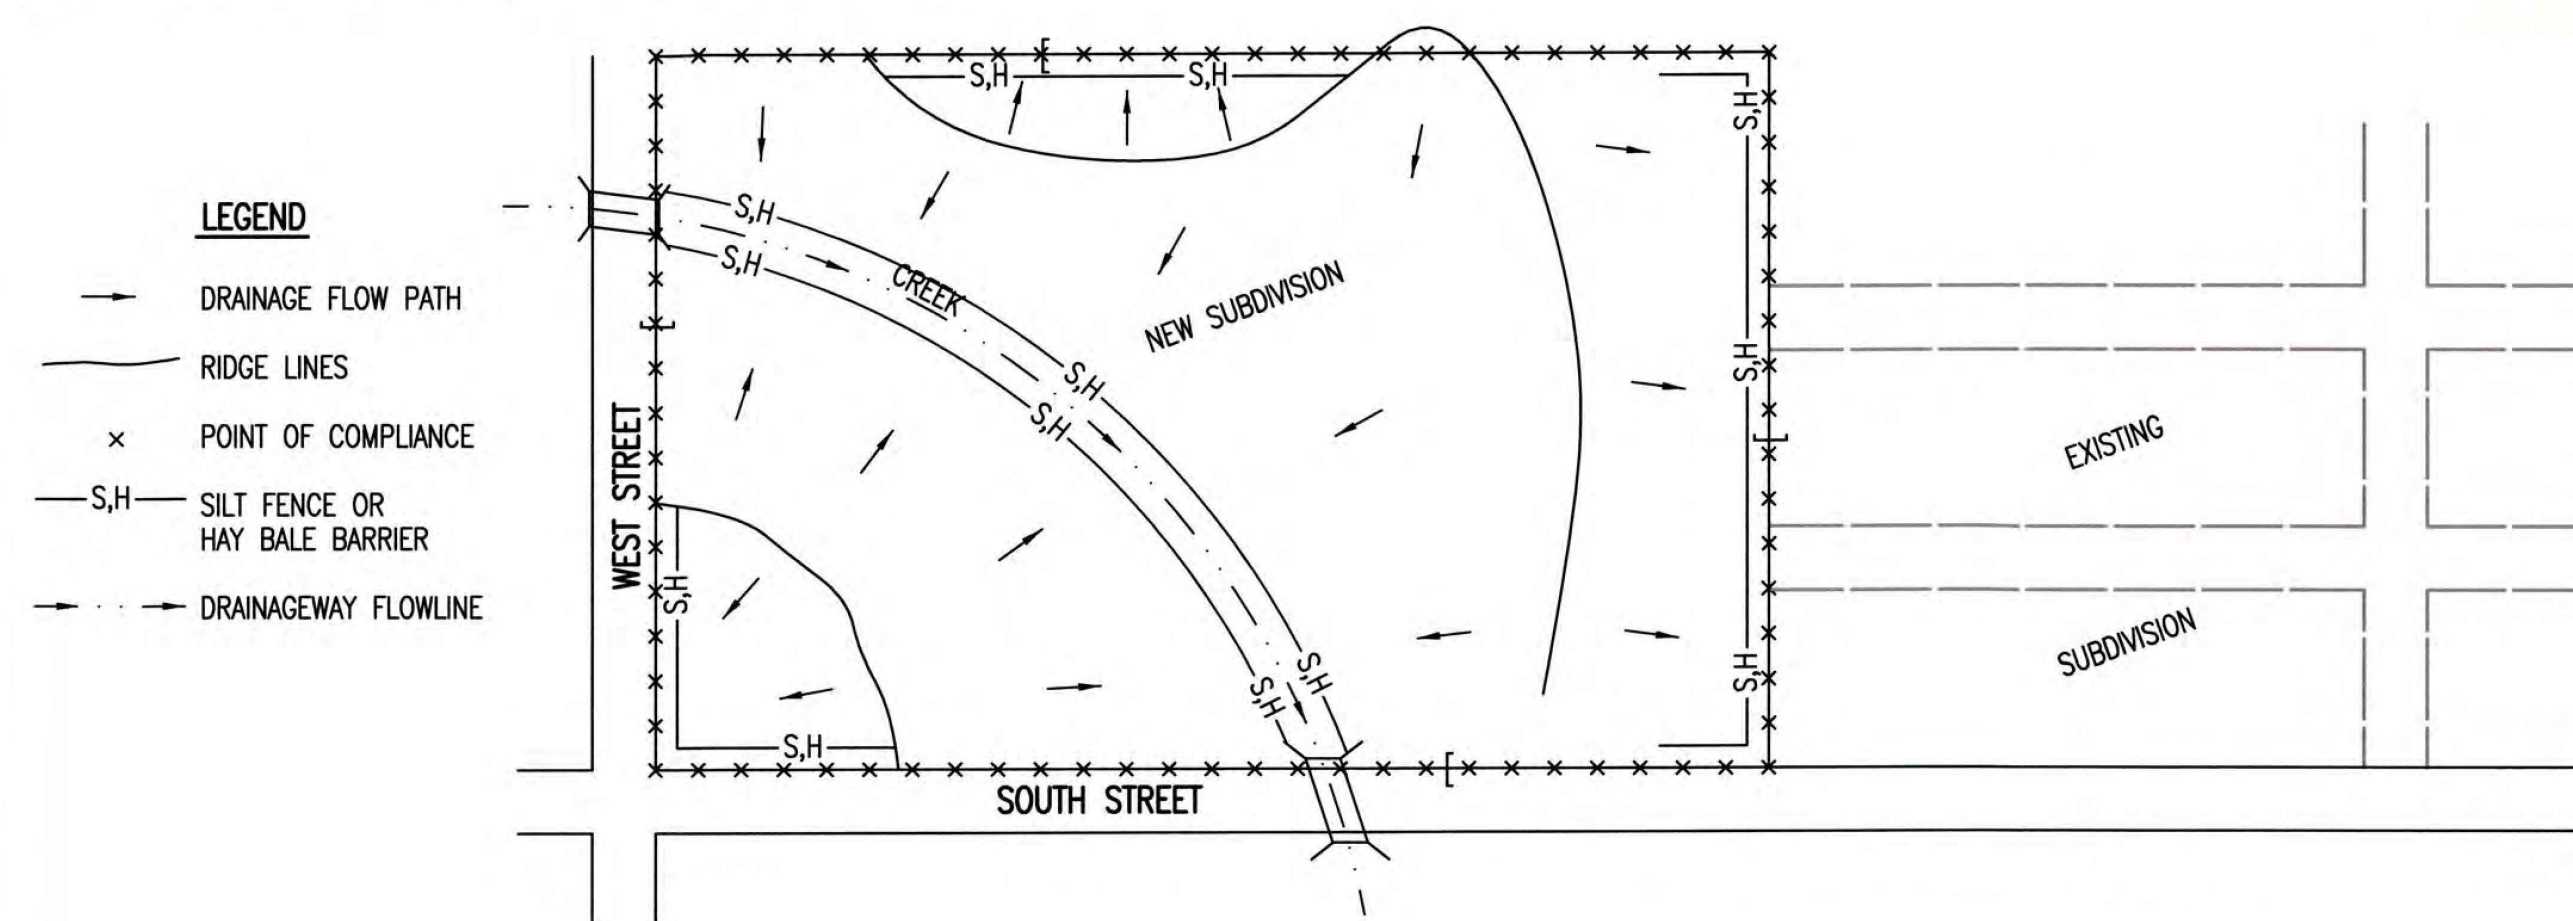 LEGEND
DRAINAGE FLOW PATH
RIDGE LINES
POINT OF COMPLIANCE
S,H
SILT FENCE OR
HAY BALE BARRIER
DRAINAGEWAY FLOWLINE
S,H
S,H
S,H
S,H
S,H
CREEK
NEW SUBDIVISION
S,H
S,H
S,H
WEST STREET
EXISTING
S,H
S,H
S,H
S,H
S,H
SUBDIVISION
SOUTH STREET